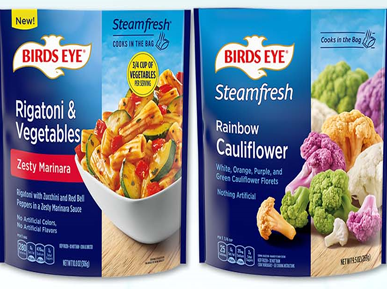 New!
Steamfresh
COOKS IN THE BAG
BIRDS EYE®
3/4 CUP OF
VEGETABLES
PER SERVING
Rigatoni &
Vegetables
Zesty Marinara
Rigatoni with Zucchini and Red Bell
Peppers in a Zesty Marinara Sauce
No Artificial Colors,
No Artificial Flavors
COOKS IN THE BAG
BIRDS EYE®
Steamfresh
Rainbow
Cauliflower
White, Orange, Purple, and
Green Cauliflower Florets
Nothing Artificial